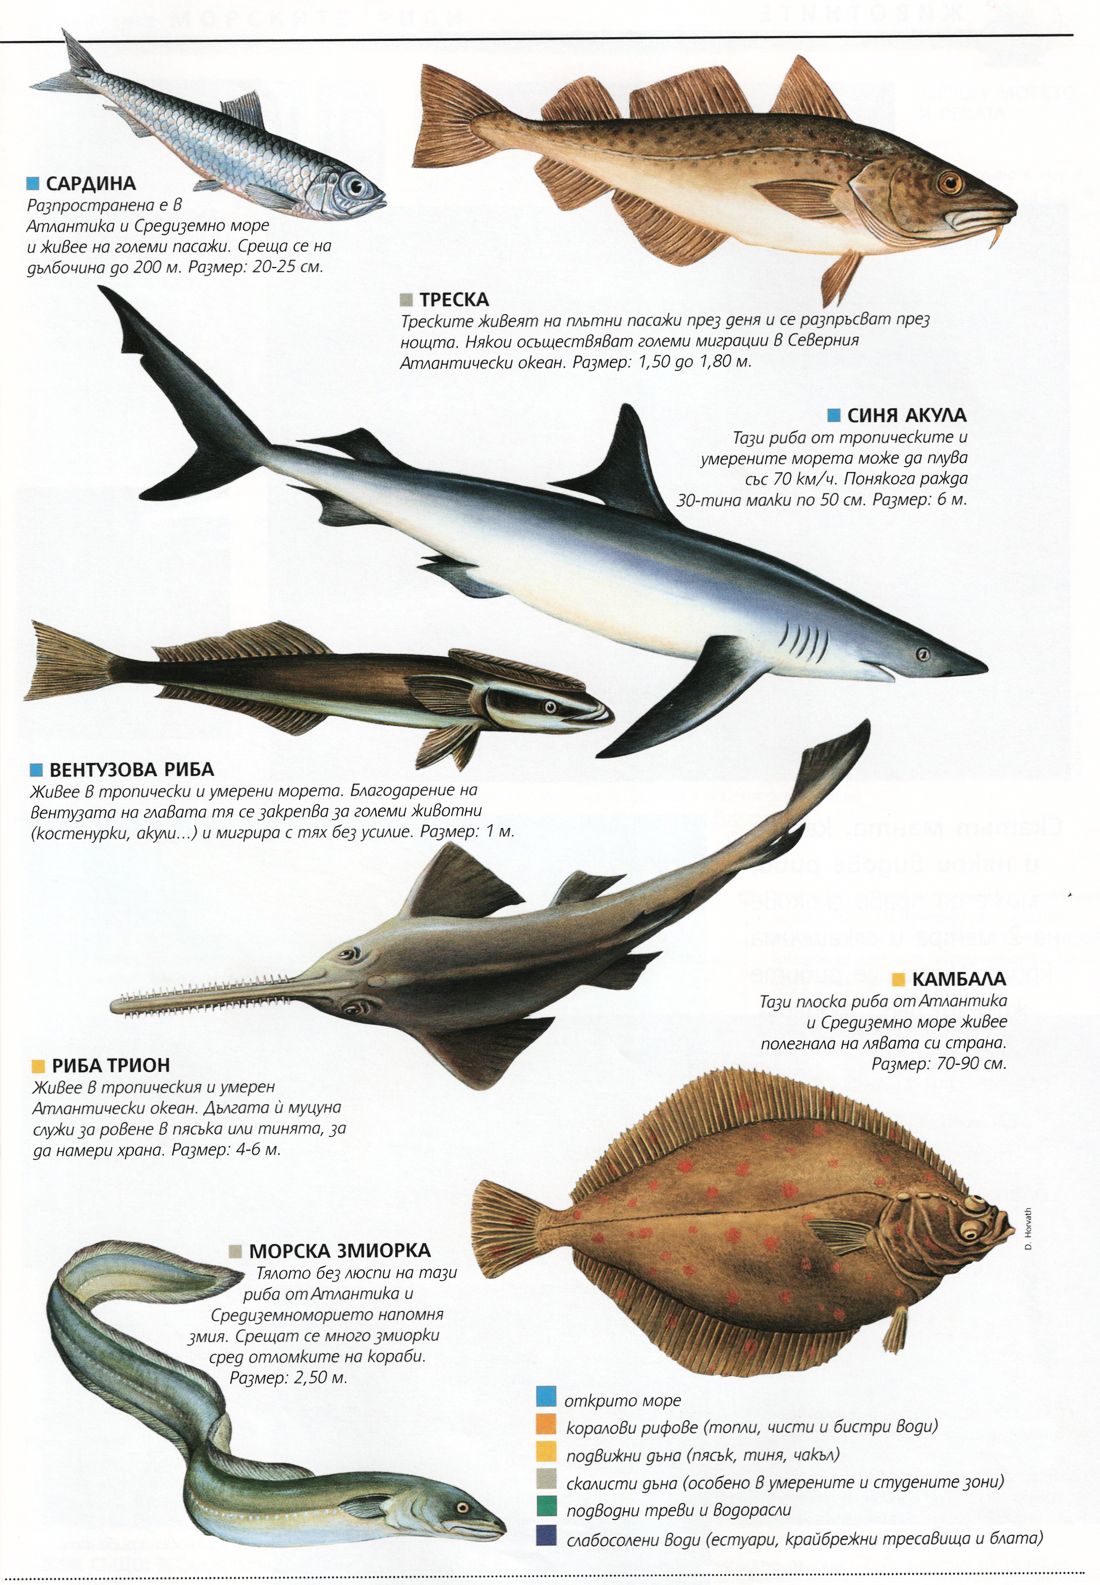 САРДИНА
Разпространена е в
Атлантика и Средиземно море
и живее на големи пасажи. Среща се на
дълбочина до 200 м. Размер: 20-25 см.
ТРЕСКА
Треските живеят на плътни пасажи през деня и се разпръсват през
нощта. Някои осъществяват големи миграции в Северния
Атлантически океан. Размер: 1,50 до 1,80 м.
СИНЯ АКУЛА
Тази риба от тропическите и
умерените морета може да плува
със 70 км/ч. Понякога ражда
30-тина малки по 50 см. Размер: 6 м.
ВЕНТУЗОВА РИБА
Живее в тропически и умерени морета. Благодарение на
вентузата на главата тя се закрепва за големи животни
(костенурки, акули...) и мигрира с тях без усилие. Размер: 1 м.
КАМБАЛА
Тази плоска риба от Атлантика
и Средиземно море живее
полегнала на лявата си страна.
Размер: 70-90 см.
РИБА ТРИОН
Живее в тропическия и умерен
Атлантически океан. Дългата ѝ муцуна
служи за ровене в пясъка или тинята, за
да намери храна. Размер: 4-6 м.
D. Horvath
МОРСКА ЗМИОРКА
Тялото без люспи на тази
риба от Атлантика и
Средиземноморието напомня
змия. Срещат се много змиорки
сред отломките на кораби.
Размер: 2,50 м.
открито море
коралови рифове (топли, чисти и бистри води)
подвижни дъна (пясък, тиня, чакъл)
скалисти дъна (особено в умерените и студените зони)
подводни треви и водорасли
слабосолени води (естуари, крайбрежни тресавища и блата)